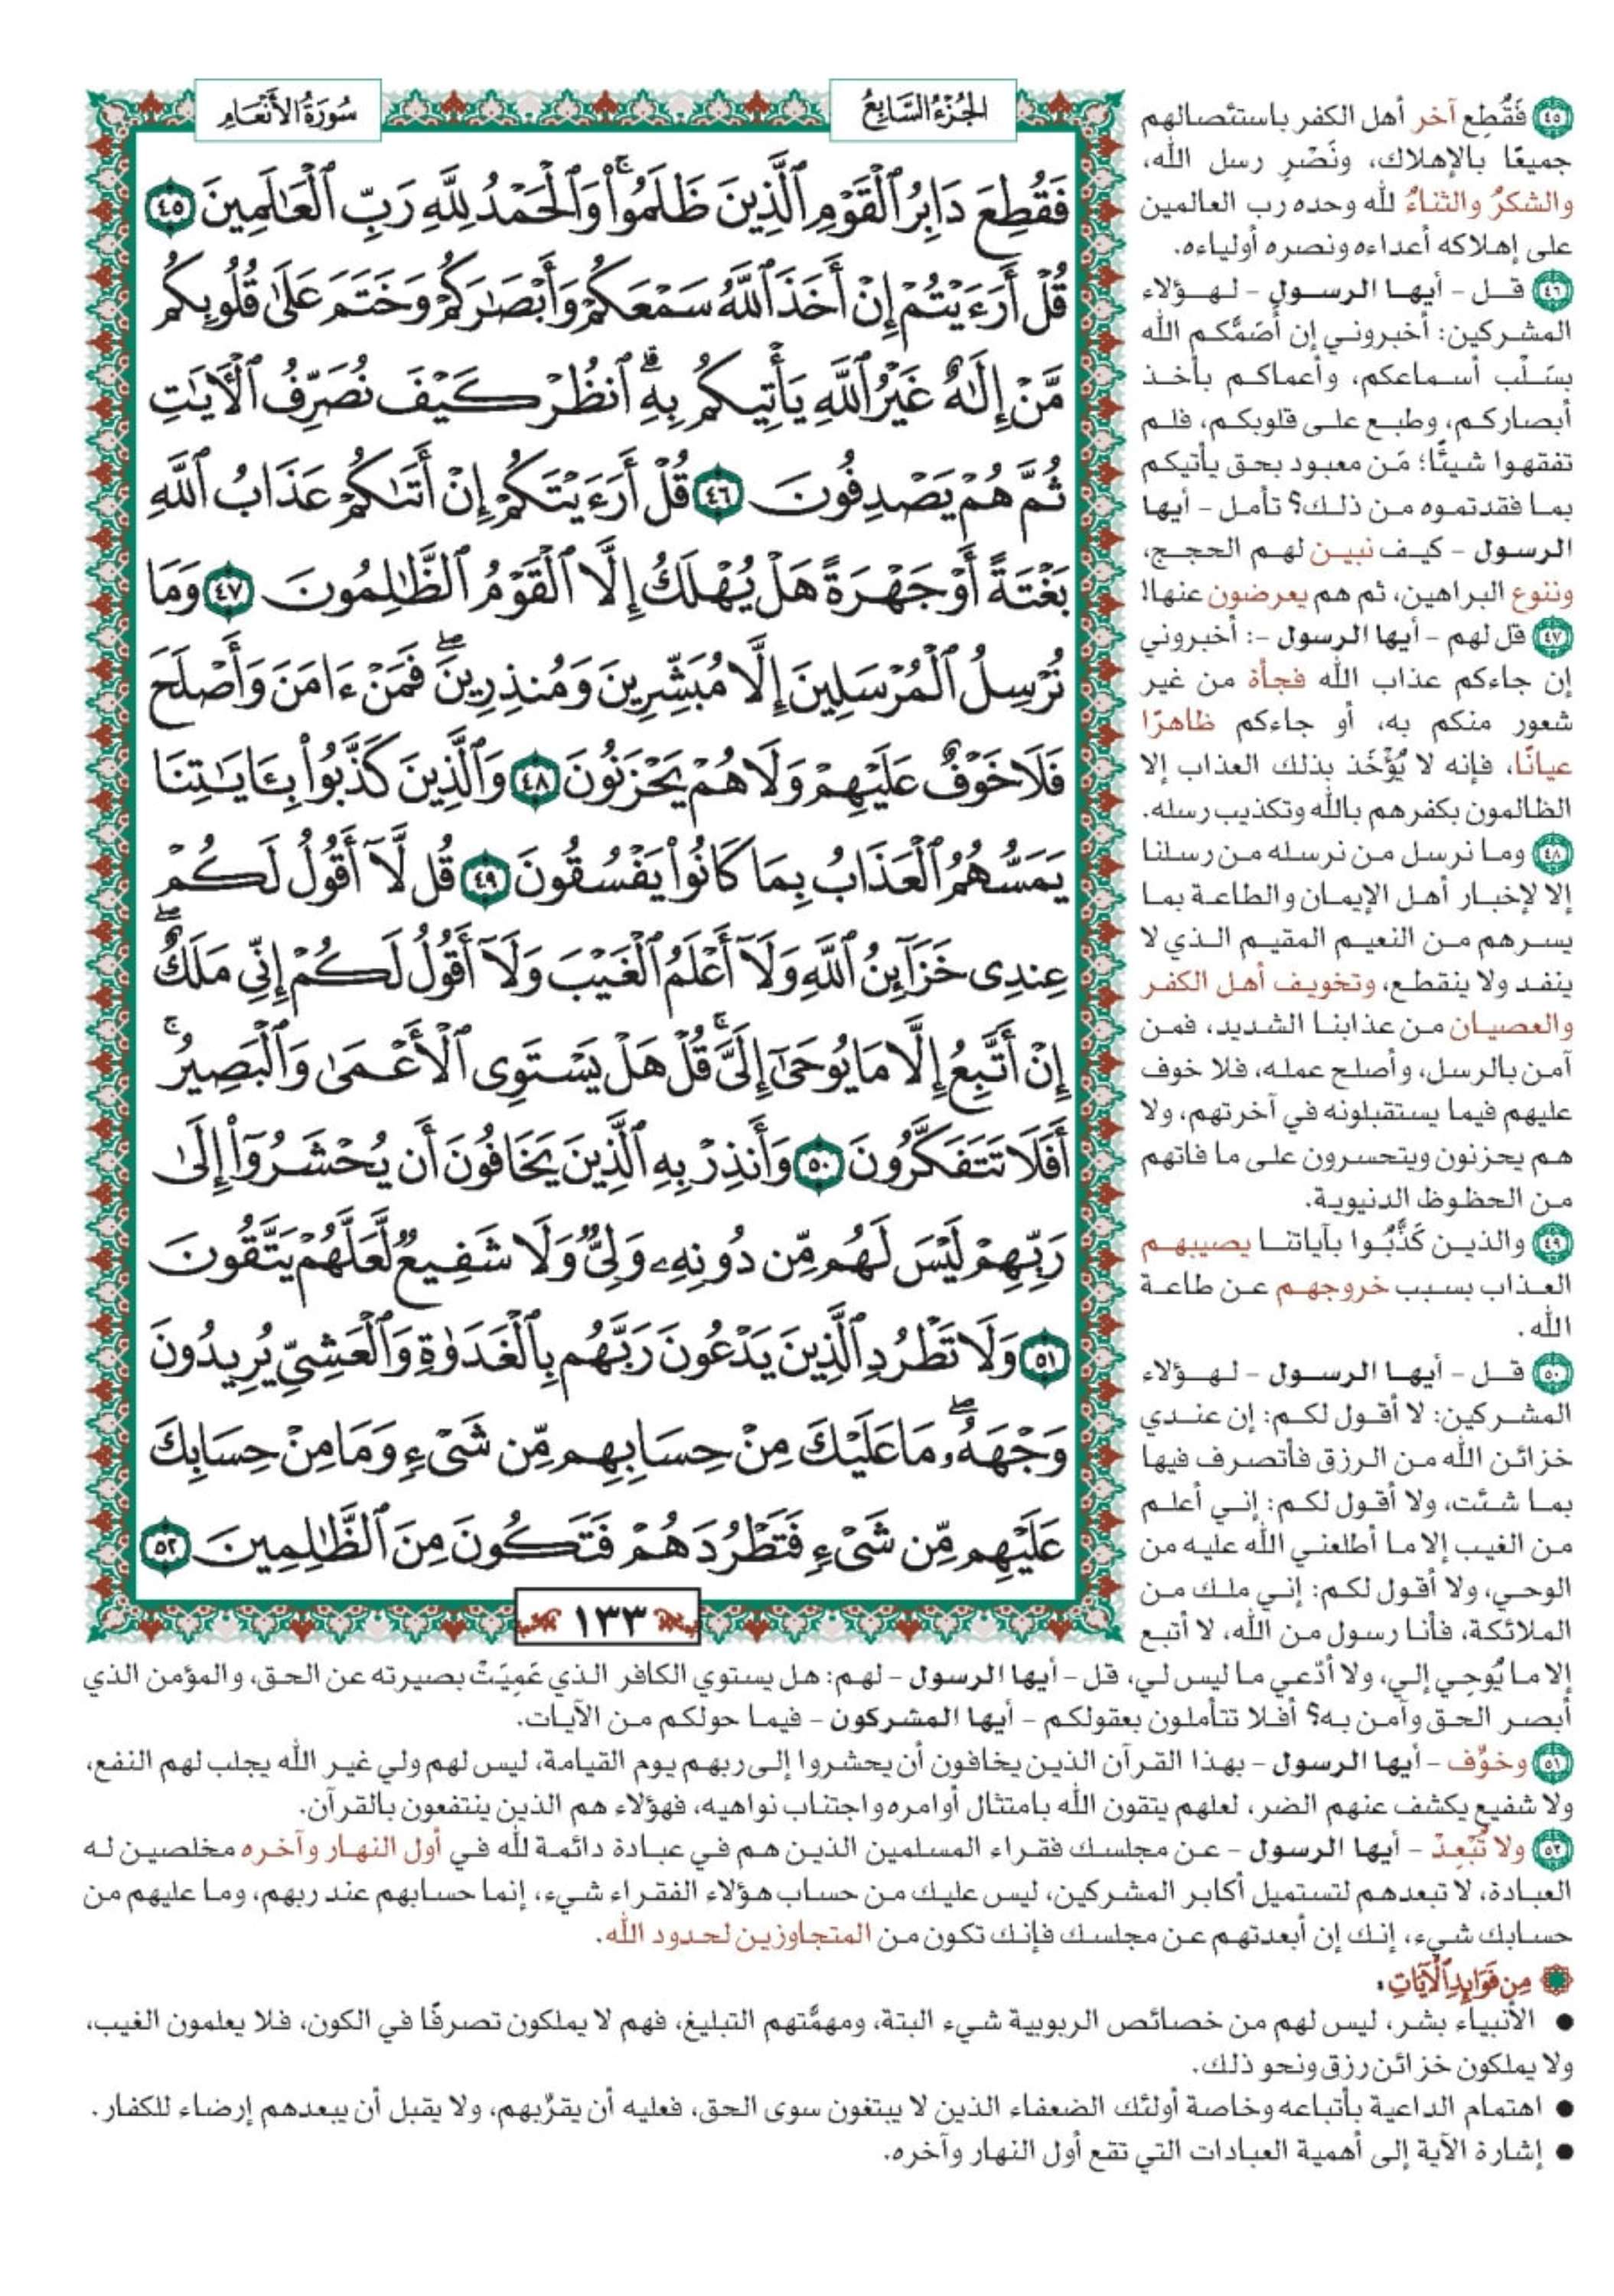 الجُزْءُ السَّابِعُ
سُورَةُ الأَنْعَامِ
فَقُطِعَ دَابِرُ ٱلْقَوْمِ ٱلَّذِينَ ظَلَمُوا۟ ۚ وَٱلْحَمْدُ لِلَّهِ رَبِّ ٱلْعَـٰلَمِينَ ٤٥
قُلْ أَرَءَيْتُمْ إِنْ أَخَذَ ٱللَّهُ سَمْعَكُمْ وَأَبْصَـٰرَكُمْ وَخَتَمَ عَلَىٰ قُلُوبِكُم
مَّنْ إِلَـٰهٌ غَيْرُ ٱللَّهِ يَأْتِيكُم بِهِ ۗ ٱنظُرْ كَيْفَ نُصَرِّفُ ٱلْـَٔايَـٰتِ
ثُمَّ هُمْ يَصْدِفُونَ ٤٦ قُلْ أَرَءَيْتَكُمْ إِنْ أَتَىٰكُمْ عَذَابُ ٱللَّهِ
بَغْتَةً أَوْ جَهْرَةً هَلْ يُهْلَكُ إِلَّا ٱلْقَوْمُ ٱلظَّـٰلِمُونَ ٤٧ وَمَا
نُرْسِلُ ٱلْمُرْسَلِينَ إِلَّا مُبَشِّرِينَ وَمُنذِرِينَ ۖ فَمَنْ ءَامَنَ وَأَصْلَحَ
فَلَا خَوْفٌ عَلَيْهِمْ وَلَا هُمْ يَحْزَنُونَ ٤٨ وَٱلَّذِينَ كَذَّبُوا۟ بِـَٔايَـٰتِنَا
يَمَسُّهُمُ ٱلْعَذَابُ بِمَا كَانُوا۟ يَفْسُقُونَ ٤٩ قُل لَّآ أَقُولُ لَكُمْ
عِندِى خَزَآئِنُ ٱللَّهِ وَلَآ أَعْلَمُ ٱلْغَيْبَ وَلَآ أَقُولُ لَكُمْ إِنِّى مَلَكٌ ۖ
إِنْ أَتَّبِعُ إِلَّا مَا يُوحَىٰٓ إِلَىَّ ۚ قُلْ هَلْ يَسْتَوِى ٱلْأَعْمَىٰ وَٱلْبَصِيرُ ۚ
أَفَلَا تَتَفَكَّرُونَ ٥٠ وَأَنذِرْ بِهِ ٱلَّذِينَ يَخَافُونَ أَن يُحْشَرُوٓا۟ إِلَىٰ
رَبِّهِمْ لَيْسَ لَهُم مِّن دُونِهِۦ وَلِىٌّ وَلَا شَفِيعٌ لَّعَلَّهُمْ يَتَّقُونَ
٥١ وَلَا تَطْرُدِ ٱلَّذِينَ يَدْعُونَ رَبَّهُم بِٱلْغَدَوٰةِ وَٱلْعَشِىِّ يُرِيدُونَ
وَجْهَهُۥ ۖ مَا عَلَيْكَ مِنْ حِسَابِهِم مِّن شَىْءٍ وَمَا مِنْ حِسَابِكَ
عَلَيْهِم مِّن شَىْءٍ فَتَطْرُدَهُمْ فَتَكُونَ مِنَ ٱلظَّـٰلِمِينَ ٥٢
١٣٣
٤٥ فَقُطِع آخر أهل الكفر باستئصالهم
جميعًا بالإهلاك، ونَصْرِ رسل الله،
والشكرُ والثناءُ لله وحده رب العالمين
على إهلاكه أعداءه ونصره أولياءه.
٤٦ قل - أيها الرسول - لهؤلاء
المشركين: أخبروني إن أَصَمَّكم الله
بسَلْب أسماعكم، وأعماكم بأخذ
أبصاركم، وطبع على قلوبكم، فلم
تفقهوا شيئًا؛ مَن معبود بحق يأتيكم
بما فقدتموه من ذلك؟ تأمل - أيها
الرسول - كيف نبين لهم الحجج،
وننوع البراهين، ثم هم يعرضون عنها!
٤٧ قل لهم - أيها الرسول -: أخبروني
إن جاءكم عذاب الله فجأة من غير
شعور منكم به، أو جاءكم ظاهرًا
عيانًا، فإنه لا يُؤْخَذ بذلك العذاب إلا
الظالمون بكفرهم بالله وتكذيب رسله.
٤٨ وما نرسل من نرسله من رسلنا
إلا لإخبار أهل الإيمان والطاعة بما
يسرهم من النعيم المقيم الذي لا
ينفد ولا ينقطع، وتخويف أهل الكفر
والعصيان من عذابنا الشديد، فمن
آمن بالرسل، وأصلح عمله، فلا خوف
عليهم فيما يستقبلونه في آخرتهم، ولا
هم يحزنون ويتحسرون على ما فاتهم
من الحظوظ الدنيوية.
٤٩ والذين كَذَّبُوا بآياتنا يصيبهم
العذاب بسبب خروجهم عن طاعة
الله.
٥٠ قل - أيها الرسول - لهؤلاء
المشركين: لا أقول لكم: إن عندي
خزائن الله من الرزق فأتصرف فيها
بما شئت، ولا أقول لكم: إني أعلم
من الغيب إلا ما أطلعني الله عليه من
الوحي، ولا أقول لكم: إني ملك من
الملائكة، فأنا رسول من الله، لا أتبع
إلا ما يُوحِي إلي، ولا أدّعي ما ليس لي، قل - أيها الرسول - لهم: هل يستوي الكافر الذي عَمِيَتْ بصيرته عن الحق، والمؤمن الذي
أبصر الحق وآمن به؟ أفلا تتأملون بعقولكم - أيها المشركون - فيما حولكم من الآيات.
٥١ وخوِّف - أيها الرسول - بهذا القرآن الذين يخافون أن يحشروا إلى ربهم يوم القيامة، ليس لهم ولي غير الله يجلب لهم النفع،
ولا شفيع يكشف عنهم الضر، لعلهم يتقون الله بامتثال أوامره واجتناب نواهيه، فهؤلاء هم الذين ينتفعون بالقرآن.
٥٢ ولا تُبْعِدْ - أيها الرسول - عن مجلسك فقراء المسلمين الذين هم في عبادة دائمة لله في أول النهار وآخره مخلصين له
العبادة، لا تبعدهم لتستميل أكابر المشركين، ليس عليك من حساب هؤلاء الفقراء شيء، إنما حسابهم عند ربهم، وما عليهم من
حسابك شيء، إنك إن أبعدتهم عن مجلسك فإنك تكون من المتجاوزين لحدود الله.
مِن فَوَائِدِ ٱلْآيَاتِ:
● الأنبياء بشر، ليس لهم من خصائص الربوبية شيء البتة، ومهمَّتهم التبليغ، فهم لا يملكون تصرفًا في الكون، فلا يعلمون الغيب،
ولا يملكون خزائن رزق ونحو ذلك.
● اهتمام الداعية بأتباعه وخاصة أولئك الضعفاء الذين لا يبتغون سوى الحق، فعليه أن يقرِّبهم، ولا يقبل أن يبعدهم إرضاء للكفار.
● إشارة الآية إلى أهمية العبادات التي تقع أول النهار وآخره.